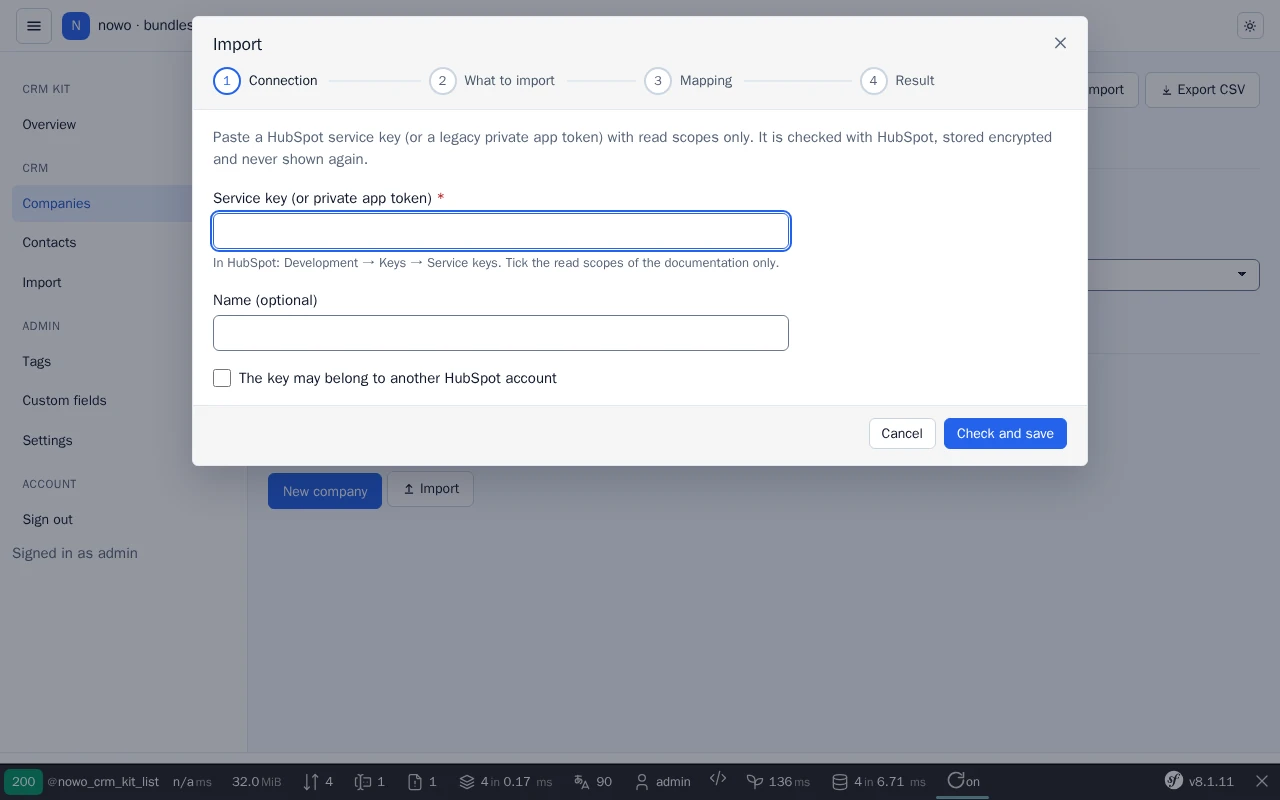 N nowo · bundles
Import
1 Connection 2 What to import 3 Mapping 4 Result
mport Export CSV
Paste a HubSpot service key (or a legacy private app token) with read scopes only. It is checked with HubSpot, stored encrypted
and never shown again.
Service key (or private app token) *
In HubSpot: Development → Keys → Service keys. Tick the read scopes of the documentation only.
Name (optional)
The key may belong to another HubSpot account
Cancel Check and save
CRM KIT
Overview
CRM
Companies
Contacts
Import
ADMIN
Tags
Custom fields
Settings
ACCOUNT
Sign out
Signed in as admin
New company Import
200 @nowo_crm_kit_list n/a ms 32.0 MiB 4 1 1 4 in 0.17 ms 90 admin 136 ms 4 in 6.71 ms on sf v8.1.11